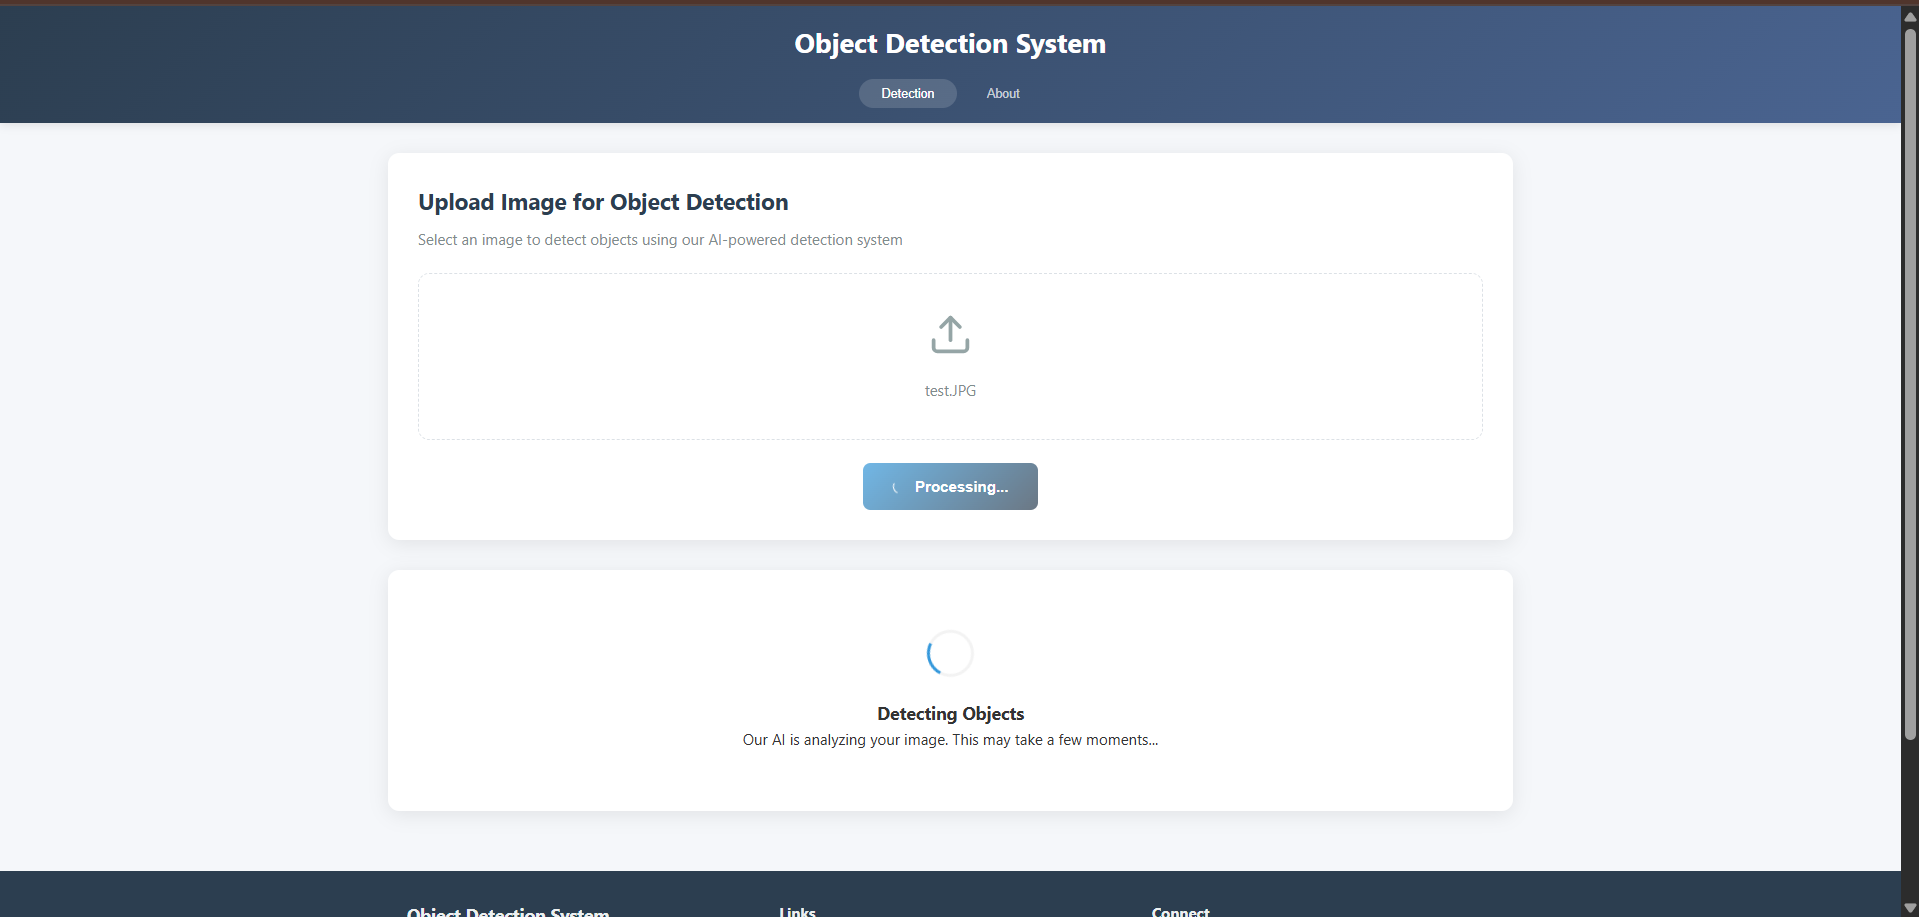 Object Detection System
Detection
About
Upload Image for Object Detection
Select an image to detect objects using our AI-powered detection system
test.JPG
Processing...
Detecting Objects
Our AI is analyzing your image. This may take a few moments...
Object Detection System
Links
Connect